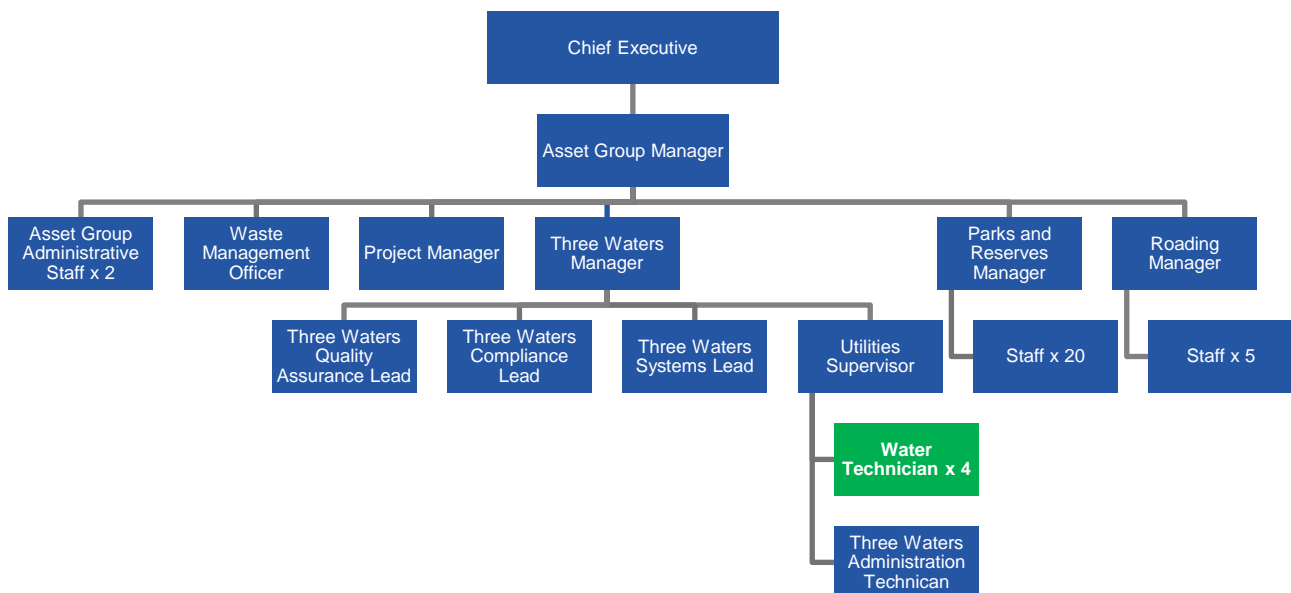 Chief Executive
Asset Group Manager
Asset Group
Administrative
Staff x 2
Waste
Management
Officer
Project Manager
Three Waters
Manager
Parks and
Reserves
Manager
Roading
Manager
Three Waters
Quality
Assurance Lead
Three Waters
Compliance
Lead
Three Waters
Systems Lead
Utilities
Supervisor
Staff x 20
Staff x 5
Water
Technician x 4
Three Waters
Administration
Technican